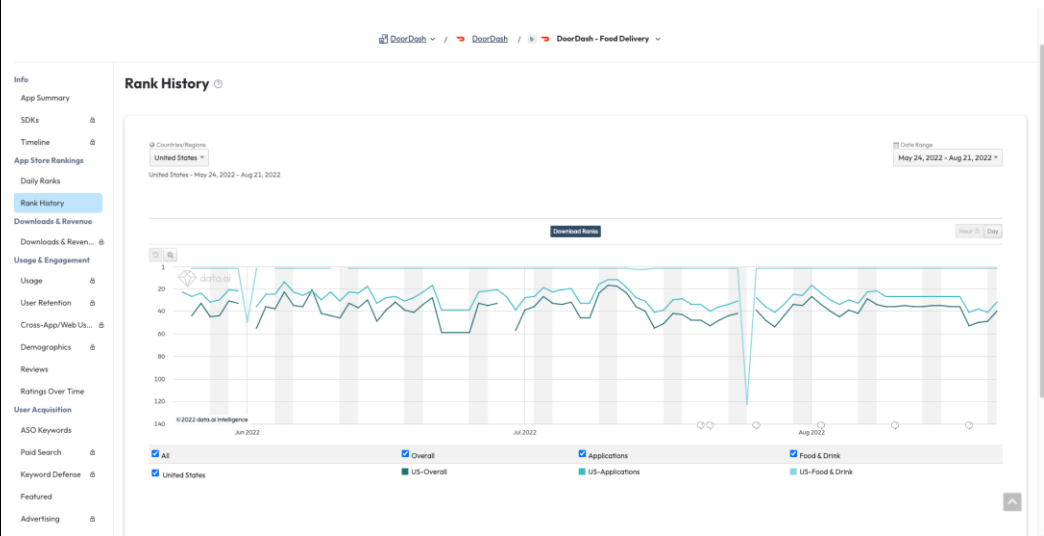 DoorDash / DoorDash / DoorDash - Food Delivery
Info
App Summary
SDKs
Timeline
App Store Rankings
Daily Ranks
Rank History
Downloads & Revenue
Downloads & Reven...
Usage & Engagement
Usage
User Retention
Cross-App/Web Us...
Demographics
Reviews
Ratings Over Time
User Acquisition
ASO Keywords
Paid Search
Keyword Defense
Featured
Advertising
Rank History
Countries/Regions
United States
Date Range
May 24, 2022 - Aug 21, 2022
United States - May 24, 2022 - Aug 21, 2022
Download Ranks
Hour
Day
data.ai
1
20
40
60
80
100
120
140
©2022 data.ai Intelligence
Jun 2022
Jul 2022
Aug 2022
All
Overall
Applications
Food & Drink
United States
US-Overall
US-Applications
US-Food & Drink